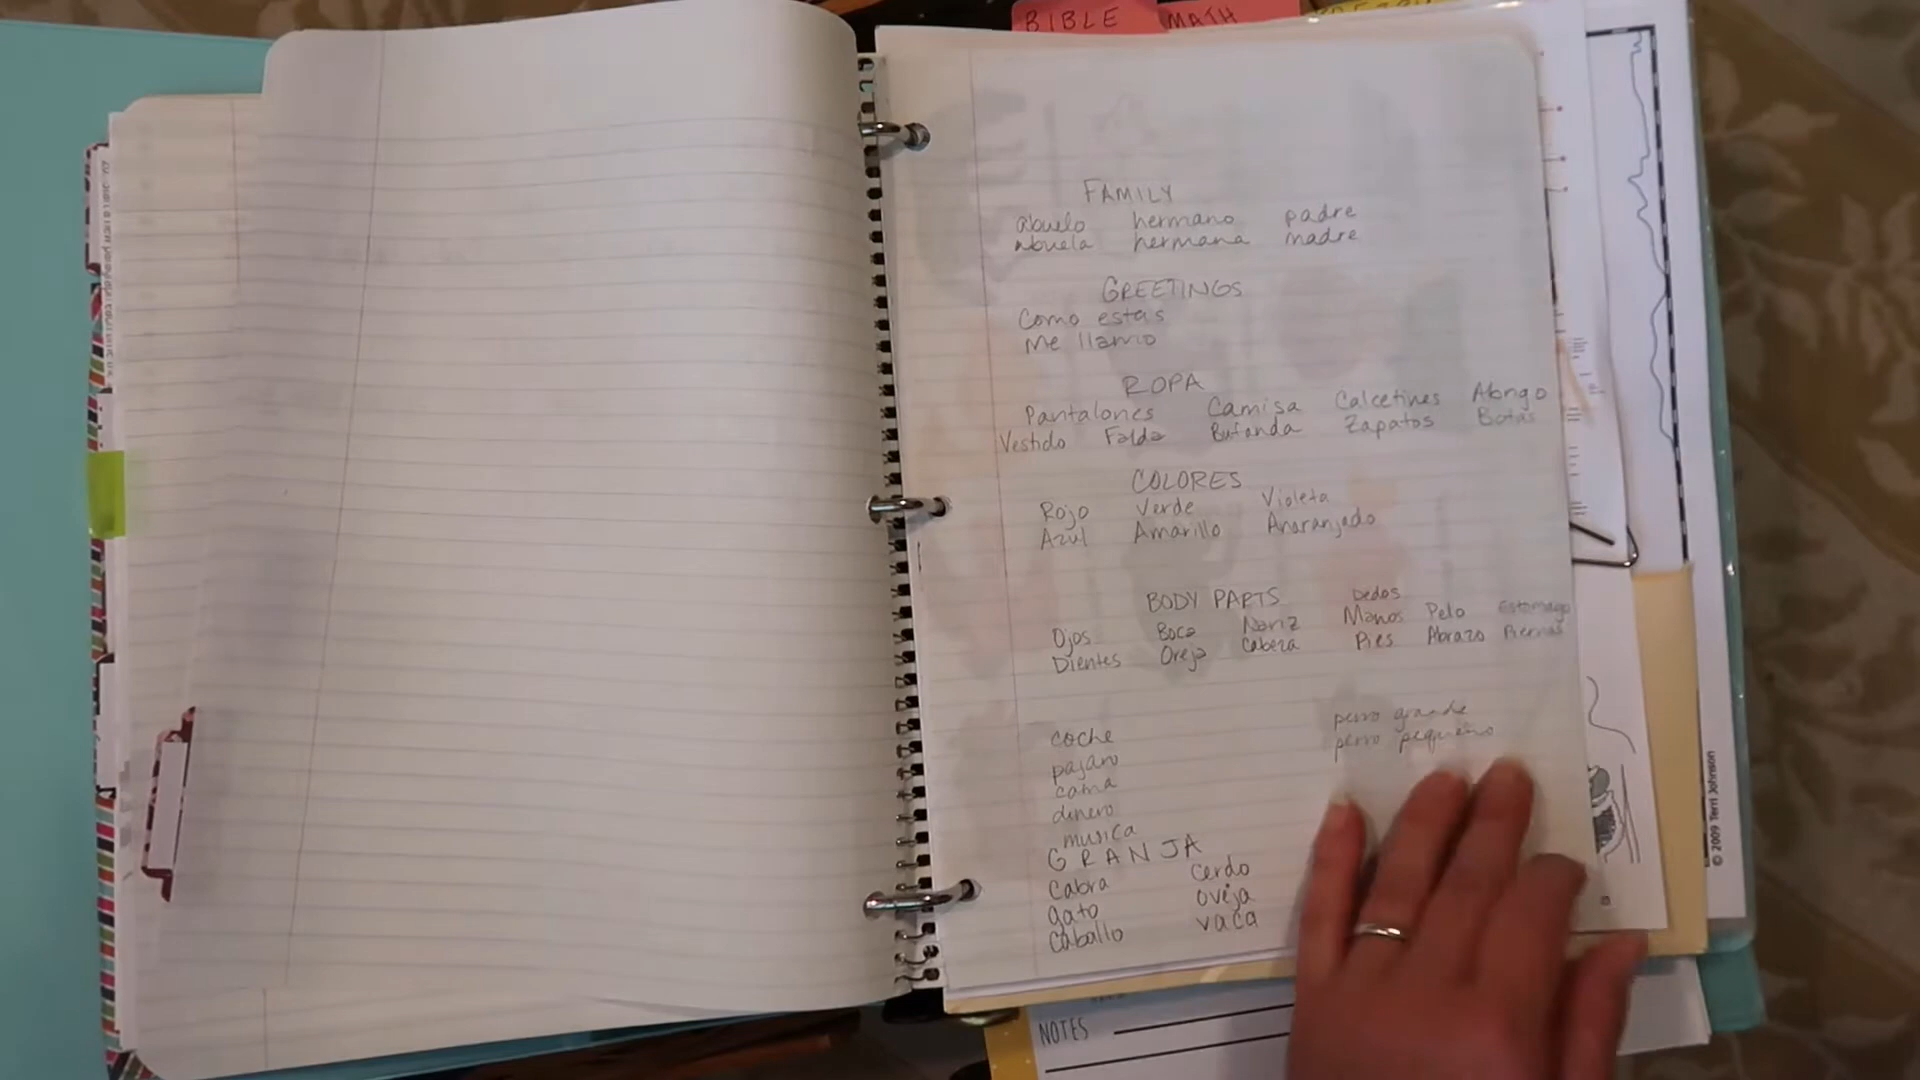 BIBLE MATH
FAMILY
abuelo hermano padre
abuela hermana madre
GREETINGS
Como estas
Me llamo
ROPA
Pantalones Camisa Calcetines Abrigo
Vestido Falda Bufanda Zapatos Botas
COLORES
Rojo Verde Violeta
Azul Amarillo Anaranjado
BODY PARTS Dedos
Ojos Boca Nariz Manos Pelo Estomago
Dientes Oreja Cabeza Pies Abrazo Piernas
coche perro grande
pajaro perro pequeño
cama
dinero
musica
GRANJA
Cabra Cerdo
gato oveja
Caballo vaca
NOTES
© 2009 Terri Johnson